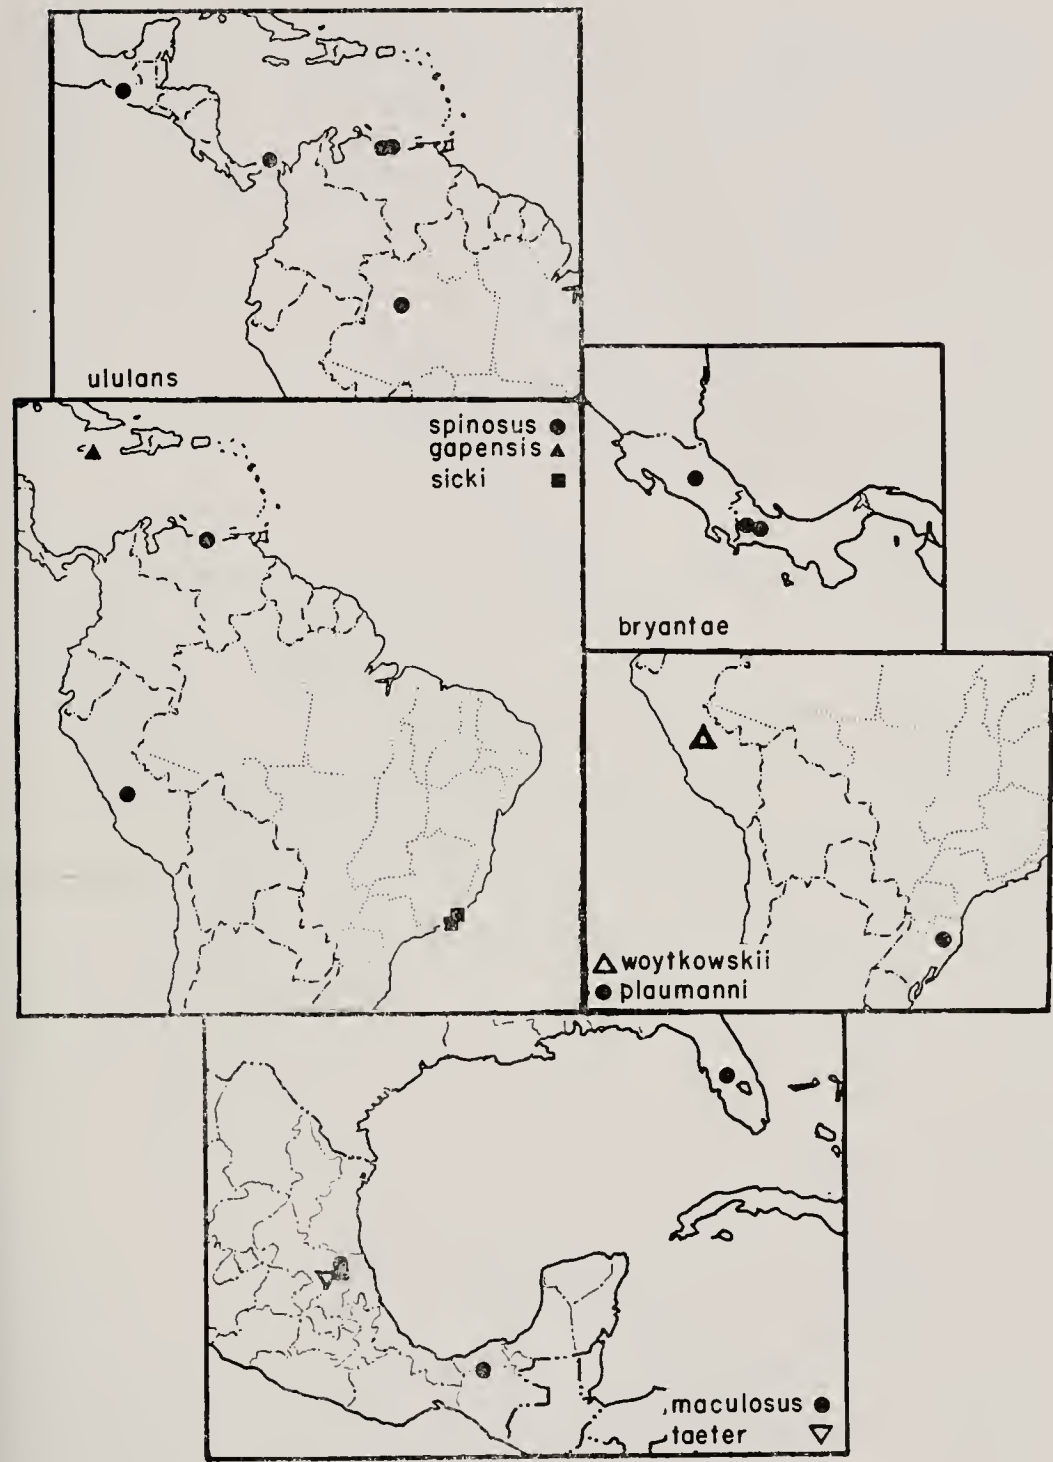 ululans
spinosus ●
gapensis ▲
sicki ■
bryantae
△ woytkowskii
● plaumanni
maculosus ●
taeter ▽